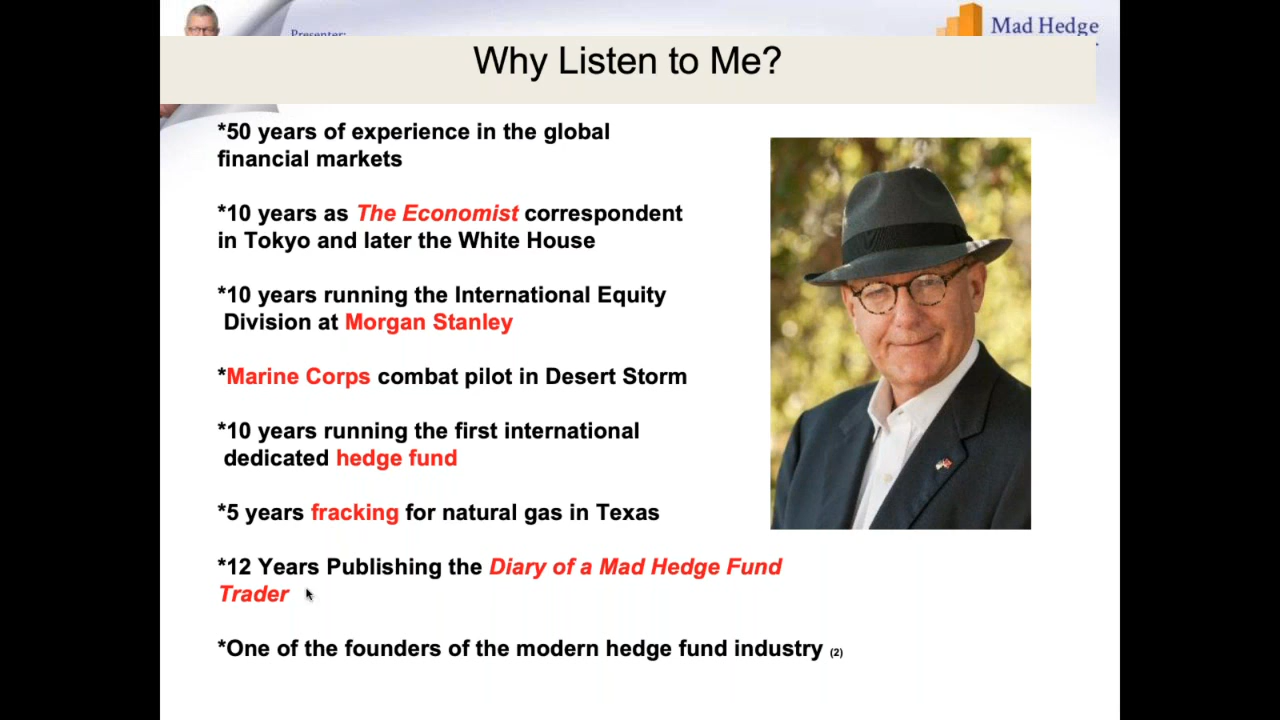 Presenter:
Mad Hedge
Why Listen to Me?
*50 years of experience in the global
financial markets
*10 years as The Economist correspondent
in Tokyo and later the White House
*10 years running the International Equity
Division at Morgan Stanley
*Marine Corps combat pilot in Desert Storm
*10 years running the first international
dedicated hedge fund
*5 years fracking for natural gas in Texas
*12 Years Publishing the Diary of a Mad Hedge Fund
Trader
*One of the founders of the modern hedge fund industry (2)